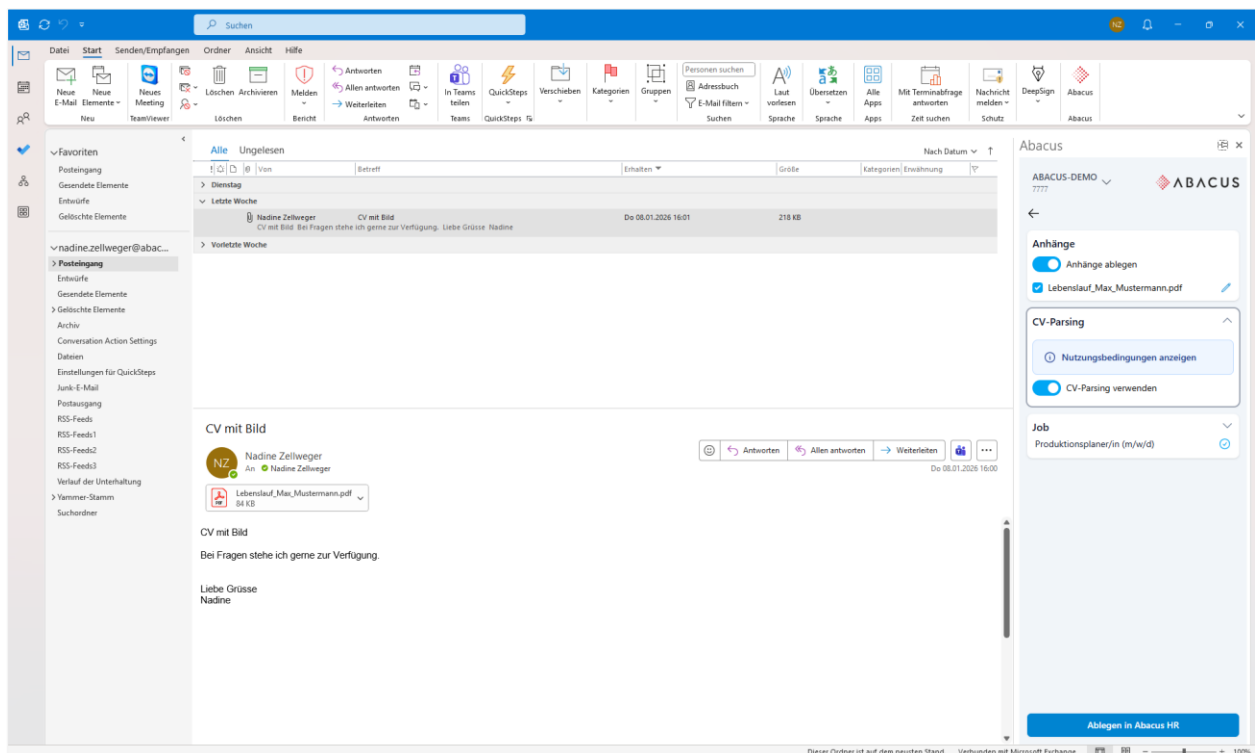 Suchen
NZ
Datei Start Senden/Empfangen Ordner Ansicht Hilfe
Neue E-Mail
Neue Elemente
Neu
Neues Meeting
TeamViewer
Löschen Archivieren
Löschen
Melden
Bericht
Antworten
Allen antworten
Weiterleiten
Antworten
In Teams teilen
Teams
QuickSteps
QuickSteps
Verschieben
Kategorien
Gruppen
Personen suchen
Adressbuch
E-Mail filtern
Suchen
Laut vorlesen
Sprache
Übersetzen
Sprache
Alle Apps
Apps
Mit Terminabfrage antworten
Zeit suchen
Nachricht melden
Schutz
DeepSign
Abacus
Abacus
Favoriten
Posteingang
Gesendete Elemente
Entwürfe
Gelöschte Elemente
nadine.zellweger@abac...
Posteingang
Entwürfe
Gesendete Elemente
Gelöschte Elemente
Archiv
Conversation Action Settings
Dateien
Einstellungen für QuickSteps
Junk-E-Mail
Postausgang
RSS-Feeds
RSS-Feeds1
RSS-Feeds2
RSS-Feeds3
Verlauf der Unterhaltung
Yammer-Stamm
Suchordner
Alle Ungelesen
Nach Datum
Von Betreff Erhalten Größe Kategorien Erwähnung
Dienstag
Letzte Woche
Nadine Zellweger CV mit Bild Do 08.01.2026 16:01 218 KB
CV mit Bild Bei Fragen stehe ich gerne zur Verfügung. Liebe Grüsse Nadine
Vorletzte Woche
CV mit Bild
NZ
Nadine Zellweger
An Nadine Zellweger
Antworten Allen antworten Weiterleiten
Do 08.01.2026 16:00
PDF
Lebenslauf_Max_Mustermann.pdf
84 KB
CV mit Bild
Bei Fragen stehe ich gerne zur Verfügung.
Liebe Grüsse
Nadine
Abacus
ABACUS-DEMO
7777
ABACUS
Anhänge
Anhänge ablegen
Lebenslauf_Max_Mustermann.pdf
CV-Parsing
Nutzungsbedingungen anzeigen
CV-Parsing verwenden
Job
Produktionsplaner/in (m/w/d)
Ablegen in Abacus HR
Dieser Ordner ist auf dem neusten Stand Verbunden mit Microsoft Exchange 100%